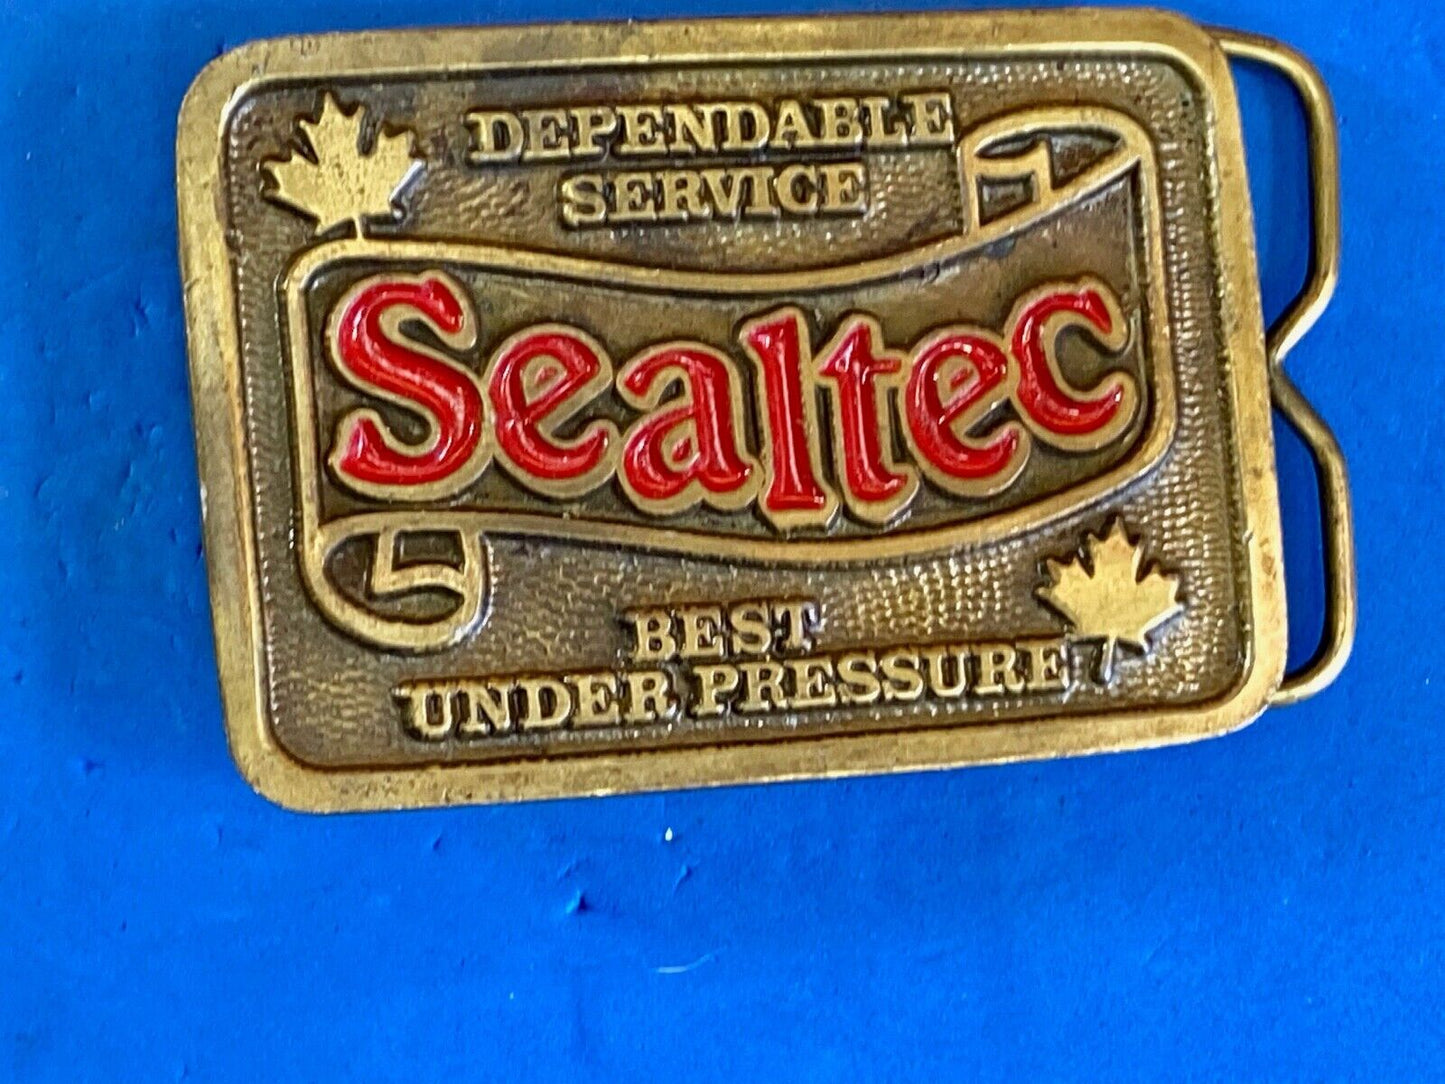 DEPENDABLE
SERVICE
Sealtec
BEST
UNDER PRESSURE